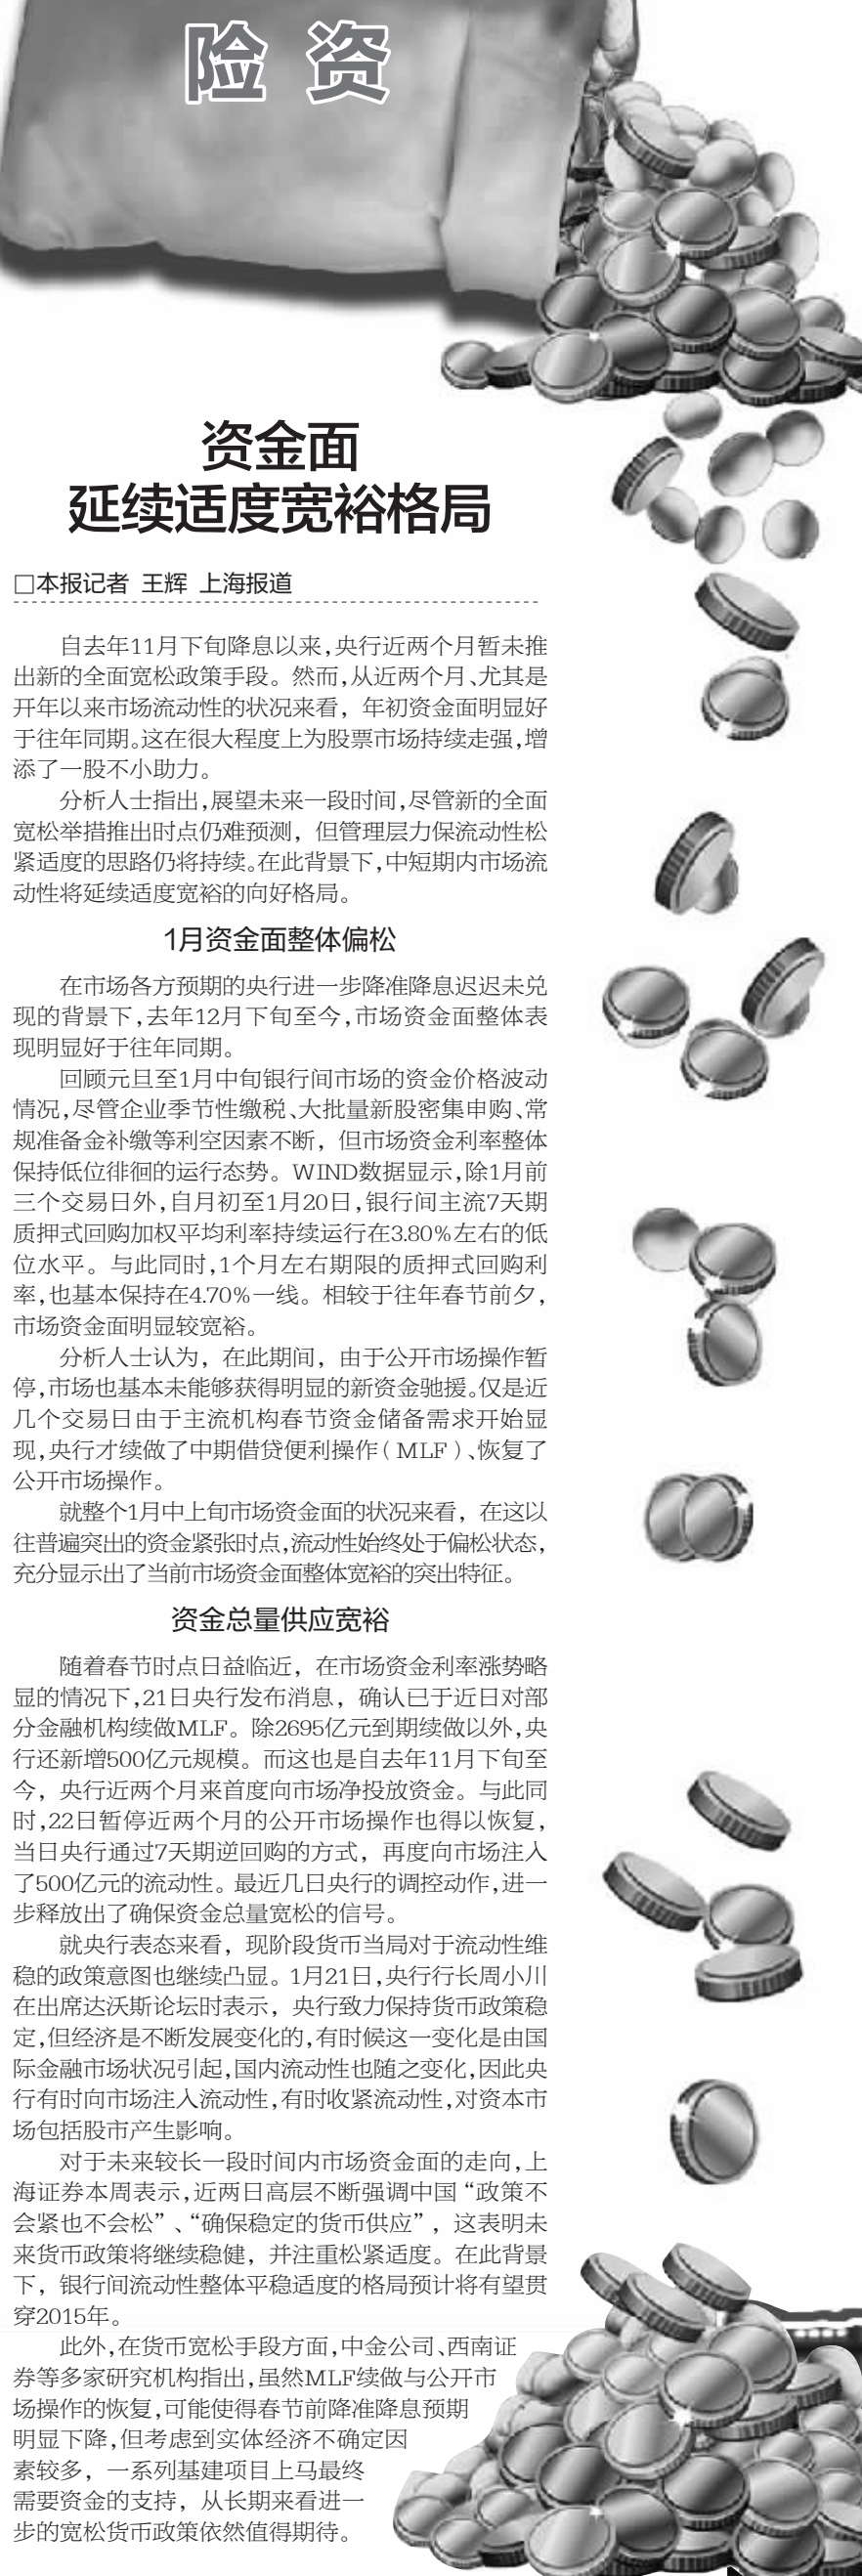 险 资
资金面
延续适度宽裕格局
□本报记者 王辉 上海报道
自去年11月下旬降息以来,央行近两个月暂未推
出新的全面宽松政策手段。然而,从近两个月、尤其是
开年以来市场流动性的状况来看，年初资金面明显好
于往年同期。这在很大程度上为股票市场持续走强,增
添了一股不小助力。
分析人士指出,展望未来一段时间,尽管新的全面
宽松举措推出时点仍难预测，但管理层力保流动性松
紧适度的思路仍将持续。在此背景下,中短期内市场流
动性将延续适度宽裕的向好格局。
1月资金面整体偏松
在市场各方预期的央行进一步降准降息迟迟未兑
现的背景下,去年12月下旬至今,市场资金面整体表
现明显好于往年同期。
回顾元旦至1月中旬银行间市场的资金价格波动
情况,尽管企业季节性缴税、大批量新股密集申购、常
规准备金补缴等利空因素不断，但市场资金利率整体
保持低位徘徊的运行态势。WIND数据显示,除1月前
三个交易日外,自月初至1月20日,银行间主流7天期
质押式回购加权平均利率持续运行在3.80%左右的低
位水平。与此同时,1个月左右期限的质押式回购利
率,也基本保持在4.70%一线。相较于往年春节前夕,
市场资金面明显较宽裕。
分析人士认为，在此期间，由于公开市场操作暂
停,市场也基本未能够获得明显的新资金驰援。仅是近
几个交易日由于主流机构春节资金储备需求开始显
现,央行才续做了中期借贷便利操作（MLF）、恢复了
公开市场操作。
就整个1月中上旬市场资金面的状况来看，在这以
往普遍突出的资金紧张时点,流动性始终处于偏松状态,
充分显示出了当前市场资金面整体宽裕的突出特征。
资金总量供应宽裕
随着春节时点日益临近，在市场资金利率涨势略
显的情况下,21日央行发布消息，确认已于近日对部
分金融机构续做MLF。除2695亿元到期续做以外,央
行还新增500亿元规模。而这也是自去年11月下旬至
今，央行近两个月来首度向市场净投放资金。与此同
时,22日暂停近两个月的公开市场操作也得以恢复,
当日央行通过7天期逆回购的方式，再度向市场注入
了500亿元的流动性。最近几日央行的调控动作,进一
步释放出了确保资金总量宽松的信号。
就央行表态来看，现阶段货币当局对于流动性维
稳的政策意图也继续凸显。1月21日,央行行长周小川
在出席达沃斯论坛时表示，央行致力保持货币政策稳
定,但经济是不断发展变化的,有时候这一变化是由国
际金融市场状况引起,国内流动性也随之变化,因此央
行有时向市场注入流动性,有时收紧流动性,对资本市
场包括股市产生影响。
对于未来较长一段时间内市场资金面的走向,上
海证券本周表示,近两日高层不断强调中国“政策不
会紧也不会松”、“确保稳定的货币供应”，这表明未
来货币政策将继续稳健，并注重松紧适度。在此背景
下，银行间流动性整体平稳适度的格局预计将有望贯
穿2015年。
此外,在货币宽松手段方面,中金公司、西南证
券等多家研究机构指出,虽然MLF续做与公开市
场操作的恢复,可能使得春节前降准降息预期
明显下降,但考虑到实体经济不确定因
素较多，一系列基建项目上马最终
需要资金的支持，从长期来看进一
步的宽松货币政策依然值得期待。